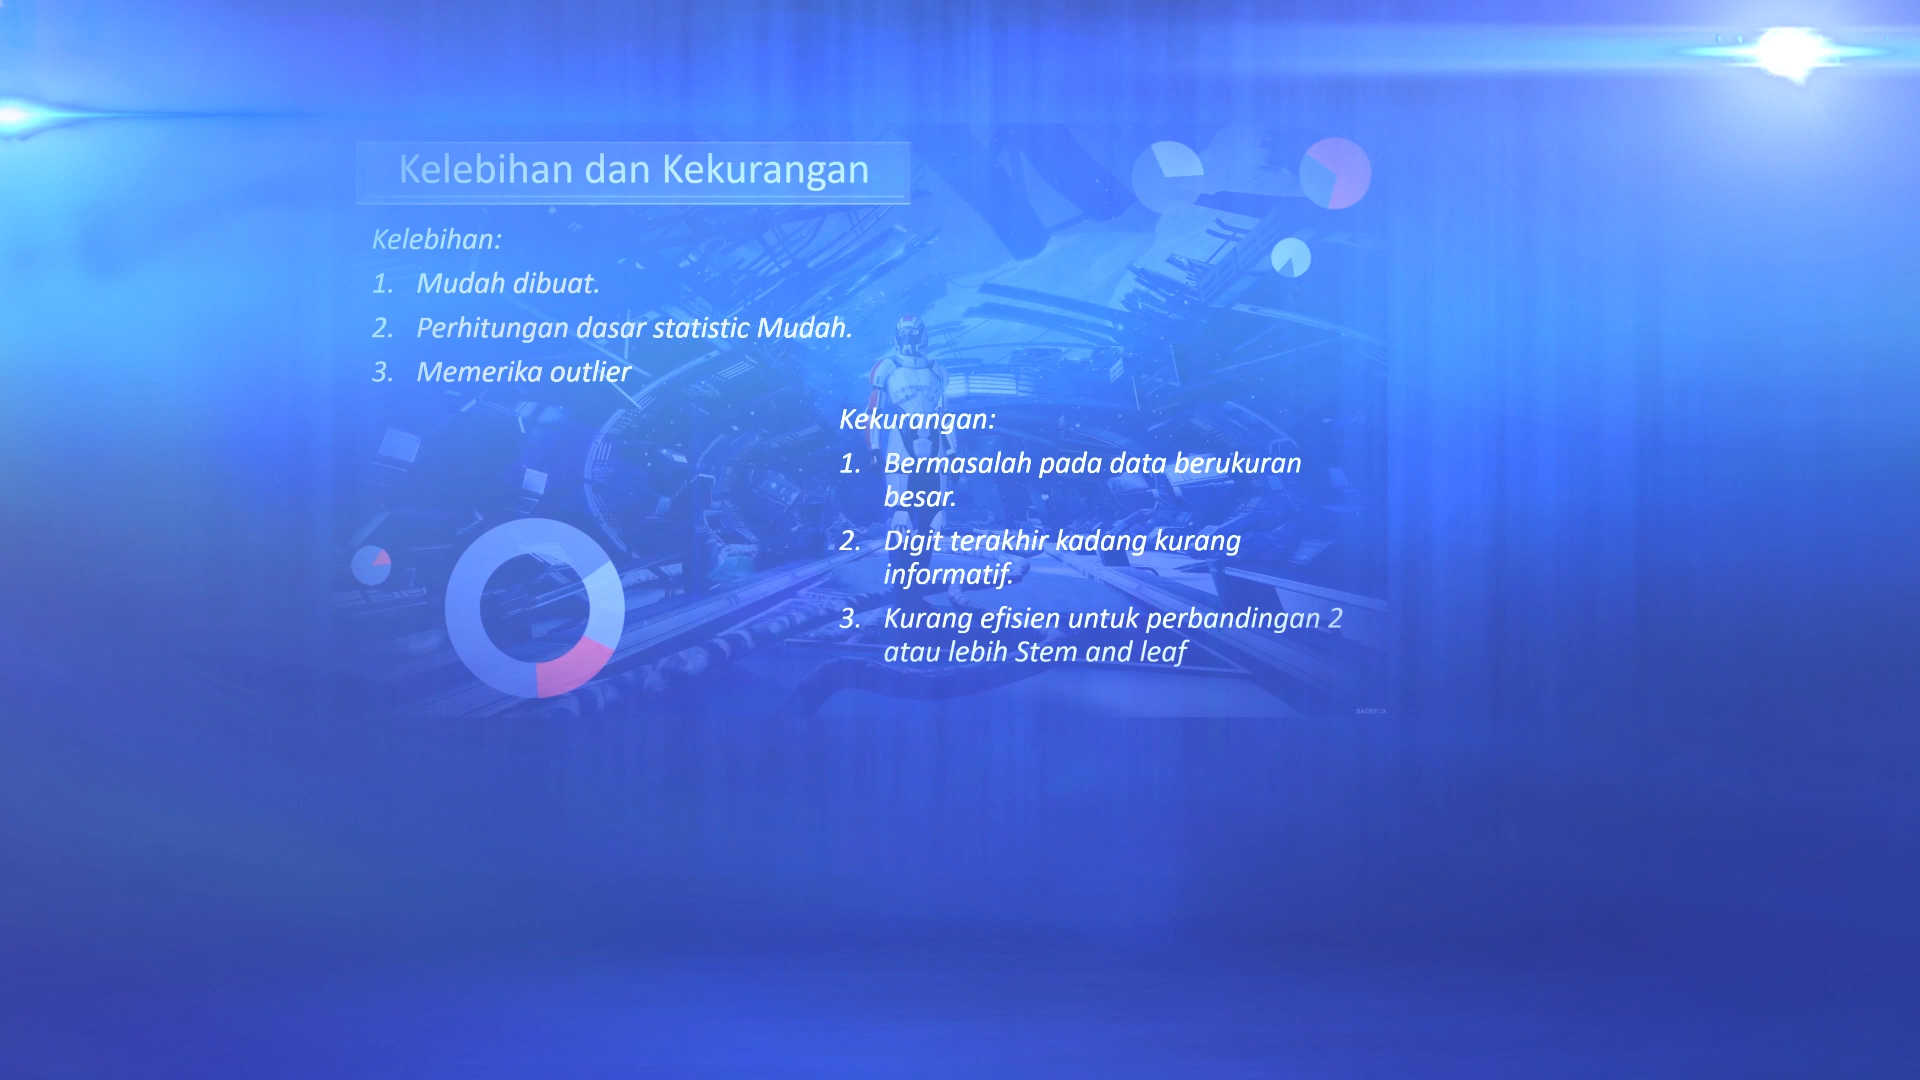 Kelebihan dan Kekurangan
Kelebihan:
1. Mudah dibuat.
2. Perhitungan dasar statistic Mudah.
3. Memerika outlier
Kekurangan:
1. Bermasalah pada data berukuran
besar.
2. Digit terakhir kadang kurang
informatif.
3. Kurang efisien untuk perbandingan 2
atau lebih Stem and leaf
SAGEFOX